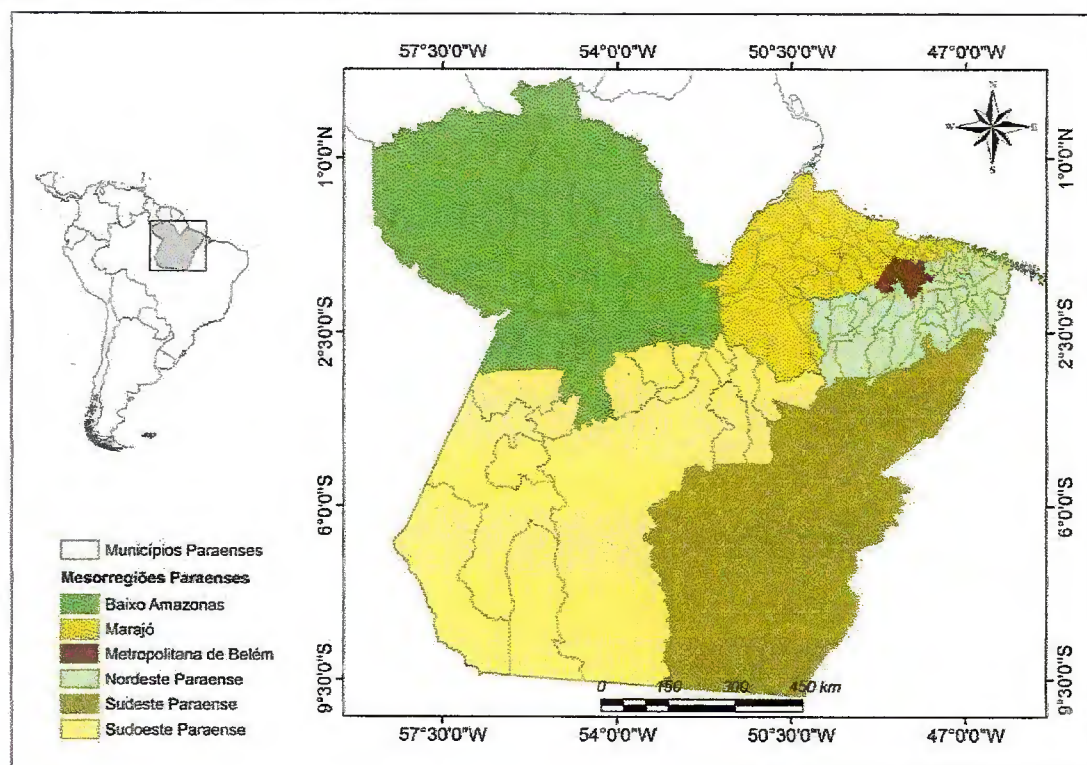 57°30'0"W 54°0'0"W 50°30'0"W 47°0'0"W
N
W E
S
1°0'0"N 1°0'0"N
2°30'0"S 2°30'0"S
6°0'0"S 6°0'0"S
9°30'0"S 9°30'0"S
Municípios Paraenses
Mesorregiões Paraenses
Baixo Amazonas
Marajó
Metropolitana de Belém
Nordeste Paraense
Sudeste Paraense
Sudoeste Paraense
0 150 300 450 km
57°30'0"W 54°0'0"W 50°30'0"W 47°0'0"W